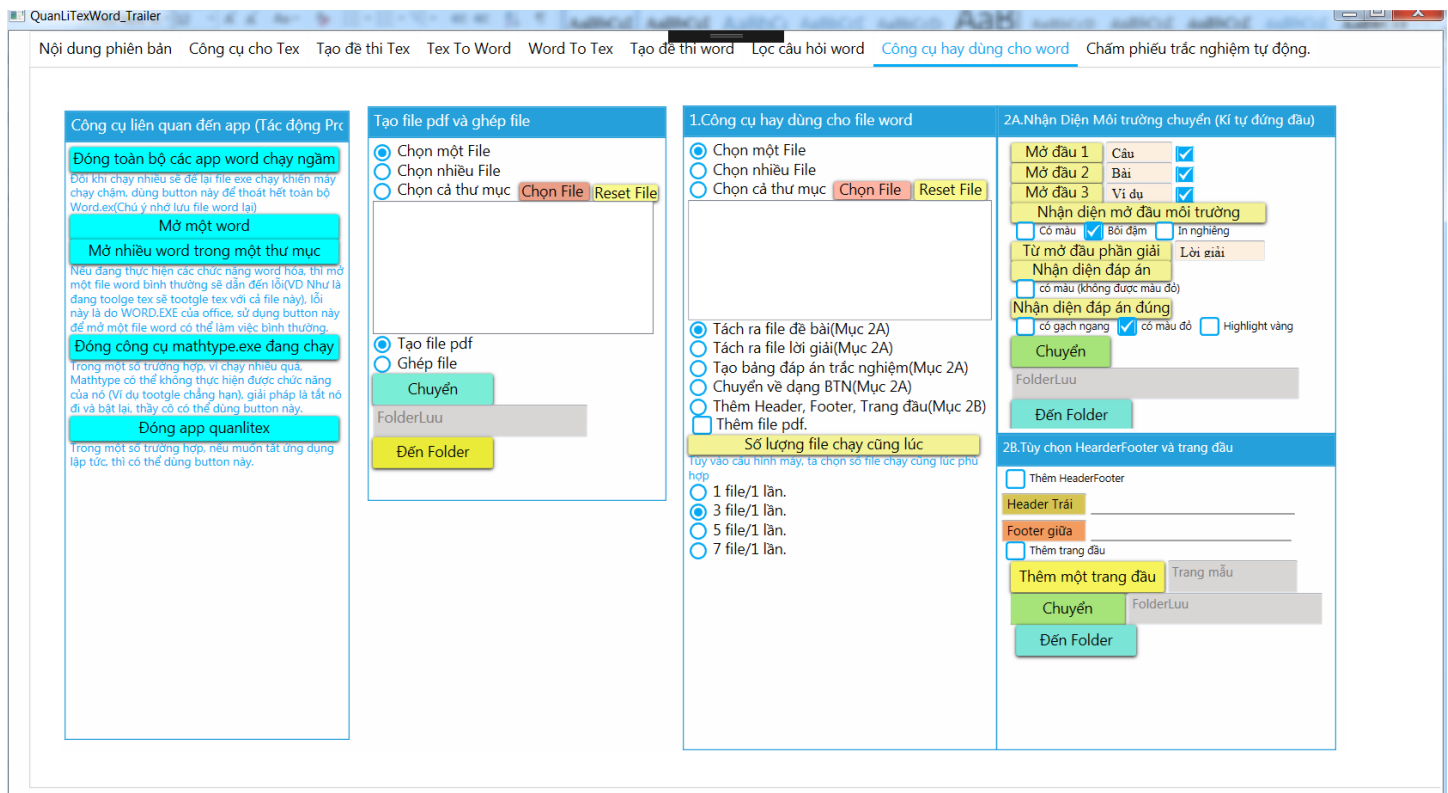 QuanLiTexWord_Trailer
Nội dung phiên bản Công cụ cho Tex Tạo đề thi Tex Tex To Word Word To Tex Tạo đề thi word Lọc câu hỏi word Công cụ hay dùng cho word Chấm phiếu trắc nghiệm tự động.
Công cụ liên quan đến app (Tác động Prc
Đóng toàn bộ các app word chạy ngầm
Đôi khi chạy nhiều sẽ để lại file exe chạy khiến máy
chạy chậm, dùng button này để thoát hết toàn bộ
Word.ex(Chú ý nhớ lưu file word lại)
Mở một word
Mở nhiều word trong một thư mục
Nếu đang thực hiện các chức năng word hóa, thì mở
một file word bình thường sẽ dẫn đến lỗi(VD Như là
đang toolge tex sẽ tootgle tex với cả file này), lỗi
này là do WORD.EXE của office, sử dụng button này
để mở một file word có thể làm việc bình thường.
Đóng công cụ mathtype.exe đang chạy
Trong một số trường hợp, vì chạy nhiều quá,
Mathtype có thể không thực hiện được chức năng
của nó (Ví dụ tootgle chẳng hạn), giải pháp là tắt nó
đi và bật lại, thầy cô có thể dùng button này.
Đóng app quanlitex
Trong một số trường hợp, nếu muốn tắt ứng dụng
lập tức, thì có thể dùng button này.
Tạo file pdf và ghép file
Chọn một File
Chọn nhiều File
Chọn cả thư mục Chọn File Reset File
Tạo file pdf
Ghép file
Chuyển
FolderLuu
Đến Folder
1.Công cụ hay dùng cho file word
Chọn một File
Chọn nhiều File
Chọn cả thư mục Chọn File Reset File
Tách ra file đề bài(Mục 2A)
Tách ra file lời giải(Mục 2A)
Tạo bảng đáp án trắc nghiệm(Mục 2A)
Chuyển về dạng BTN(Mục 2A)
Thêm Header, Footer, Trang đầu(Mục 2B)
Thêm file pdf.
Số lượng file chạy cũng lúc
Tùy vào cấu hình máy, ta chọn số file chạy cũng lúc phù
hợp
1 file/1 lần.
3 file/1 lần.
5 file/1 lần.
7 file/1 lần.
2A.Nhận Diện Môi trường chuyển (Kí tự đứng đầu)
Mở đầu 1 Câu
Mở đầu 2 Bài
Mở đầu 3 Ví dụ
Nhận diện mở đầu môi trường
Có màu Bôi đậm In nghiêng
Từ mở đầu phần giải Lời giải
Nhận diện đáp án
có màu (không được màu đỏ)
Nhận diện đáp án đúng
có gạch ngang có màu đỏ Highlight vàng
Chuyển
FolderLuu
Đến Folder
2B.Tùy chọn HearderFooter và trang đầu
Thêm HeaderFooter
Header Trái
Footer giữa
Thêm trang đầu
Thêm một trang đầu Trang mẫu
Chuyển FolderLuu
Đến Folder